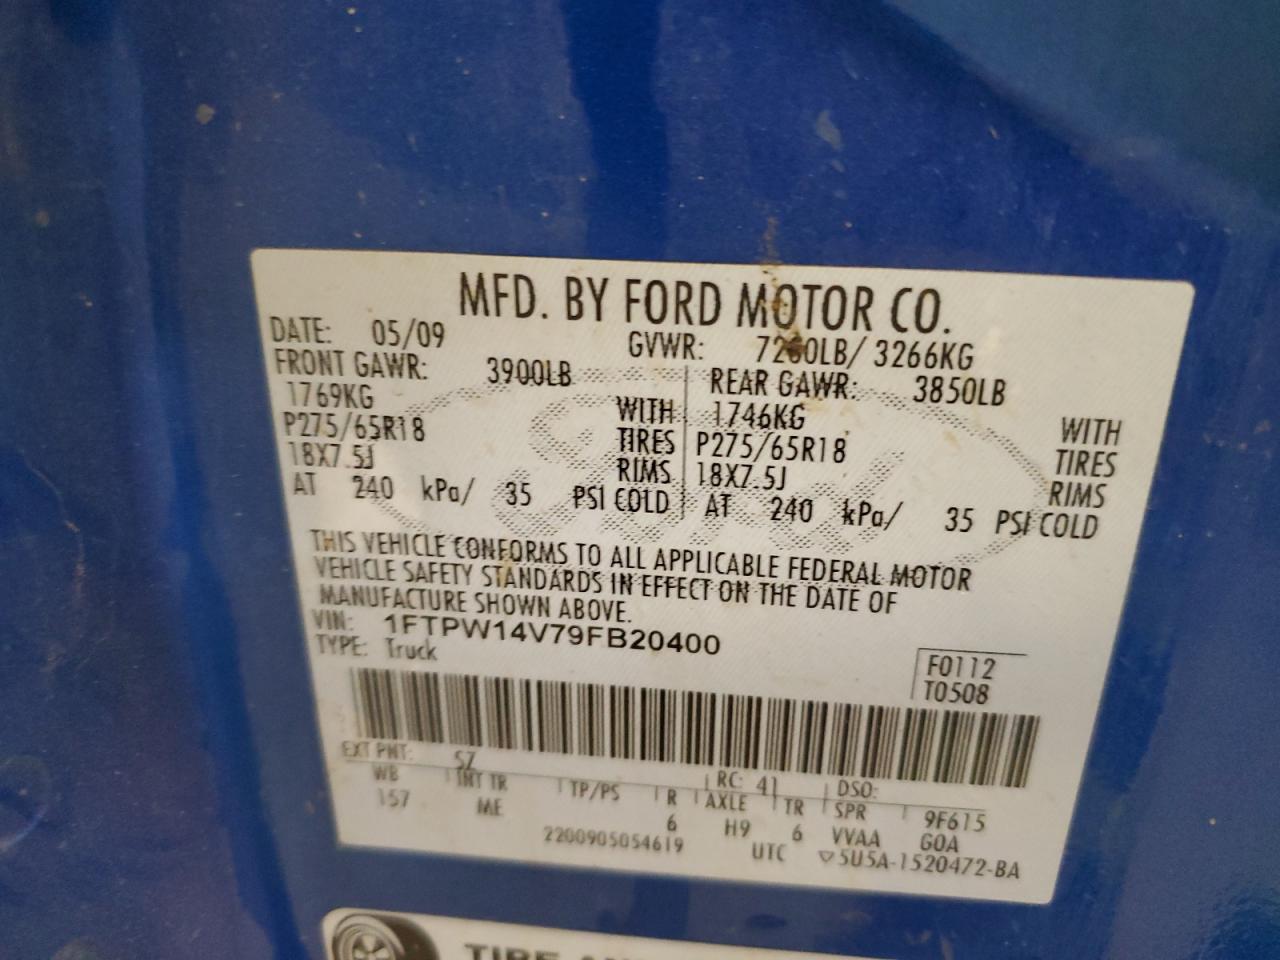 MFD. BY FORD MOTOR CO.
DATE: 05/09 GVWR: 7200LB/ 3266KG
FRONT GAWR: 3900LB REAR GAWR: 3850LB
1769KG WITH 1746KG WITH
P275/65R18 TIRES P275/65R18 TIRES
18X7.5J RIMS 18X7.5J RIMS
AT 240 kPa/ 35 PSI COLD AT 240 kPa/ 35 PSI COLD
THIS VEHICLE CONFORMS TO ALL APPLICABLE FEDERAL MOTOR
VEHICLE SAFETY STANDARDS IN EFFECT ON THE DATE OF
MANUFACTURE SHOWN ABOVE.
VIN: 1FTPW14V79FB20400
TYPE: Truck
F0112
T0508
EXT PNT: SZ RC: 41 DSO:
WB INT TR TP/PS R AXLE TR SPR 9F615
157 ME 6 H9 6 VVAA GOA
2200905054619 UTC ▽5U5A-1520472-BA
TIRE AN